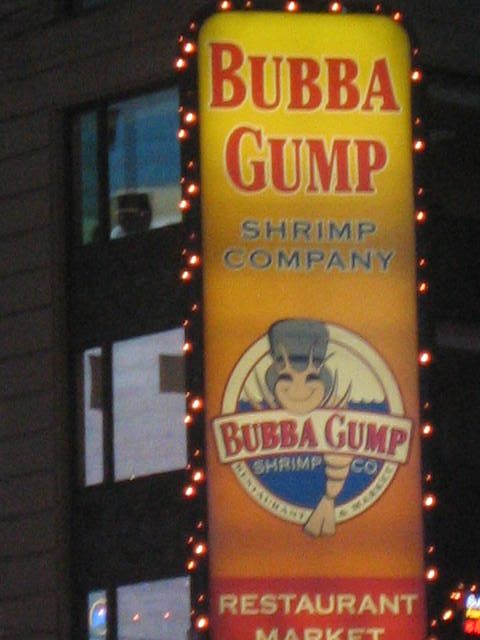 BUBBA
GUMP
SHRIMP
COMPANY
BUBBA GUMP
SHRIMP CO
RESTAURANT & MARKET
RESTAURANT
MARKET